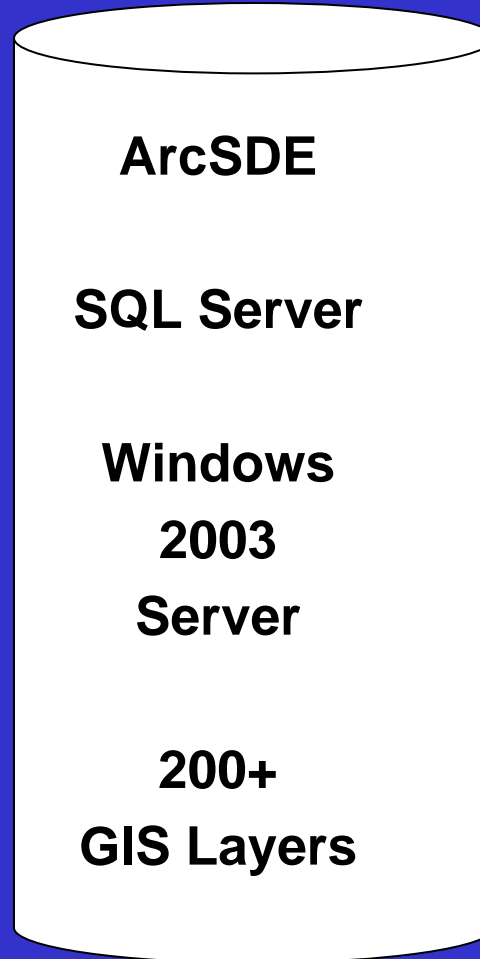 ArcSDE
SQL Server
Windows
2003
Server
200+
GIS Layers